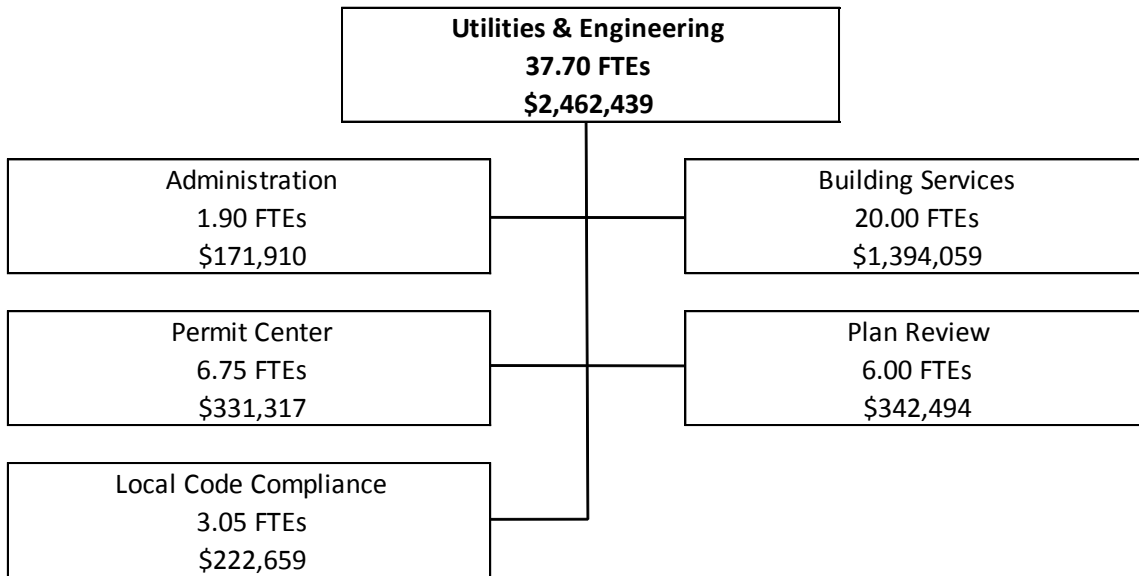 Utilities & Engineering
37.70 FTEs
$2,462,439
Administration
1.90 FTEs
$171,910
Building Services
20.00 FTEs
$1,394,059
Permit Center
6.75 FTEs
$331,317
Plan Review
6.00 FTEs
$342,494
Local Code Compliance
3.05 FTEs
$222,659